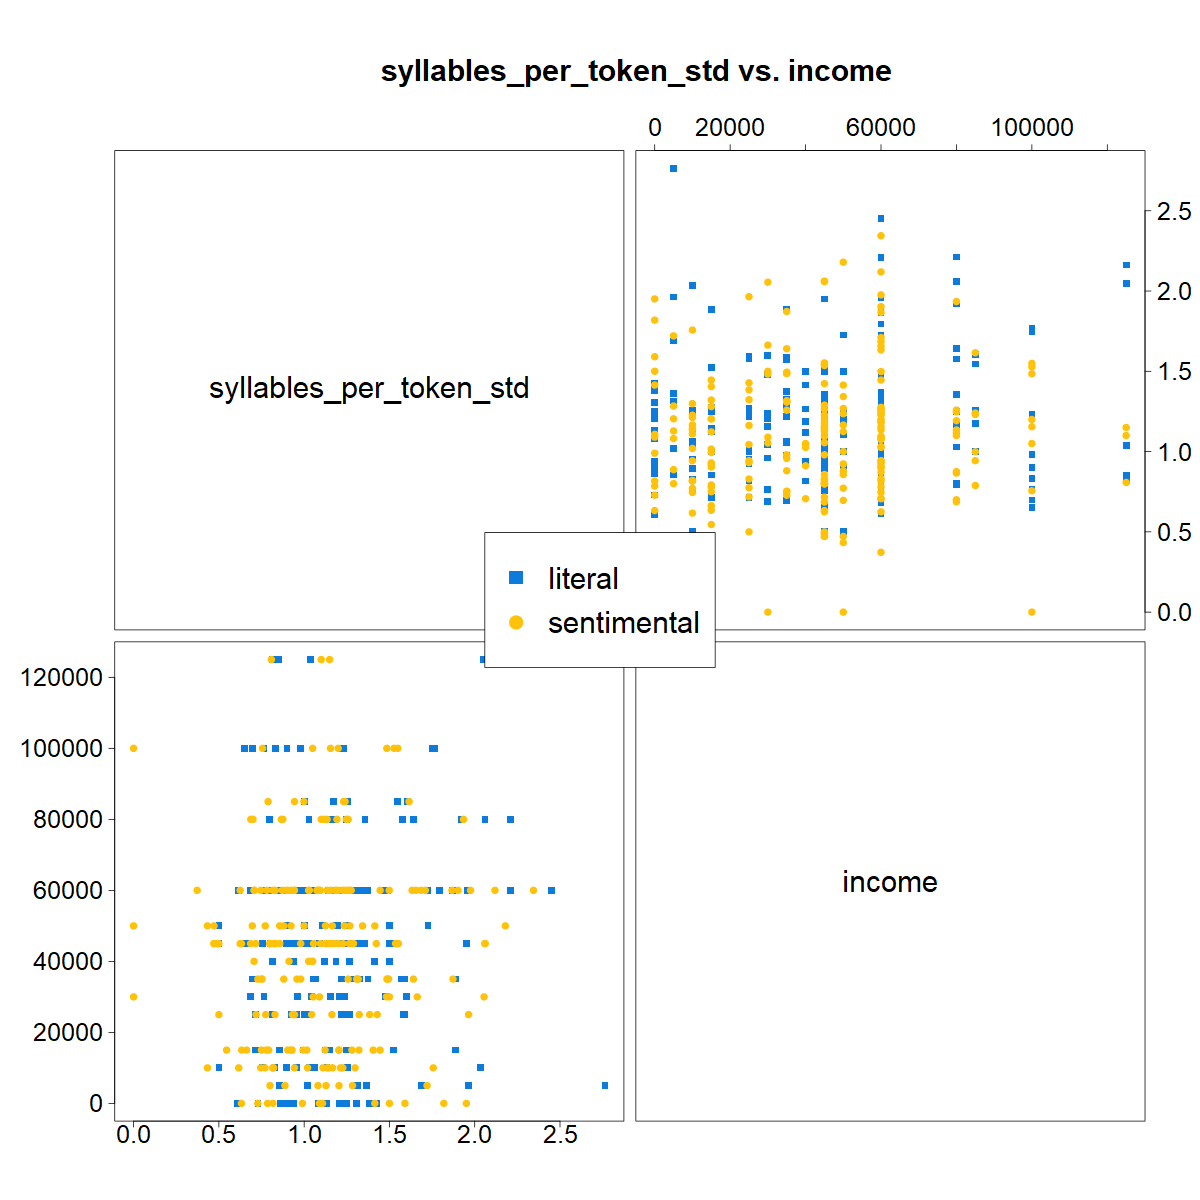 syllables_per_token_std vs. income
0 20000 60000 100000
syllables_per_token_std
2.5
2.0
1.5
1.0
0.5
0.0
literal
sentimental
120000
100000
80000
60000
40000
20000
0
income
0.0 0.5 1.0 1.5 2.0 2.5